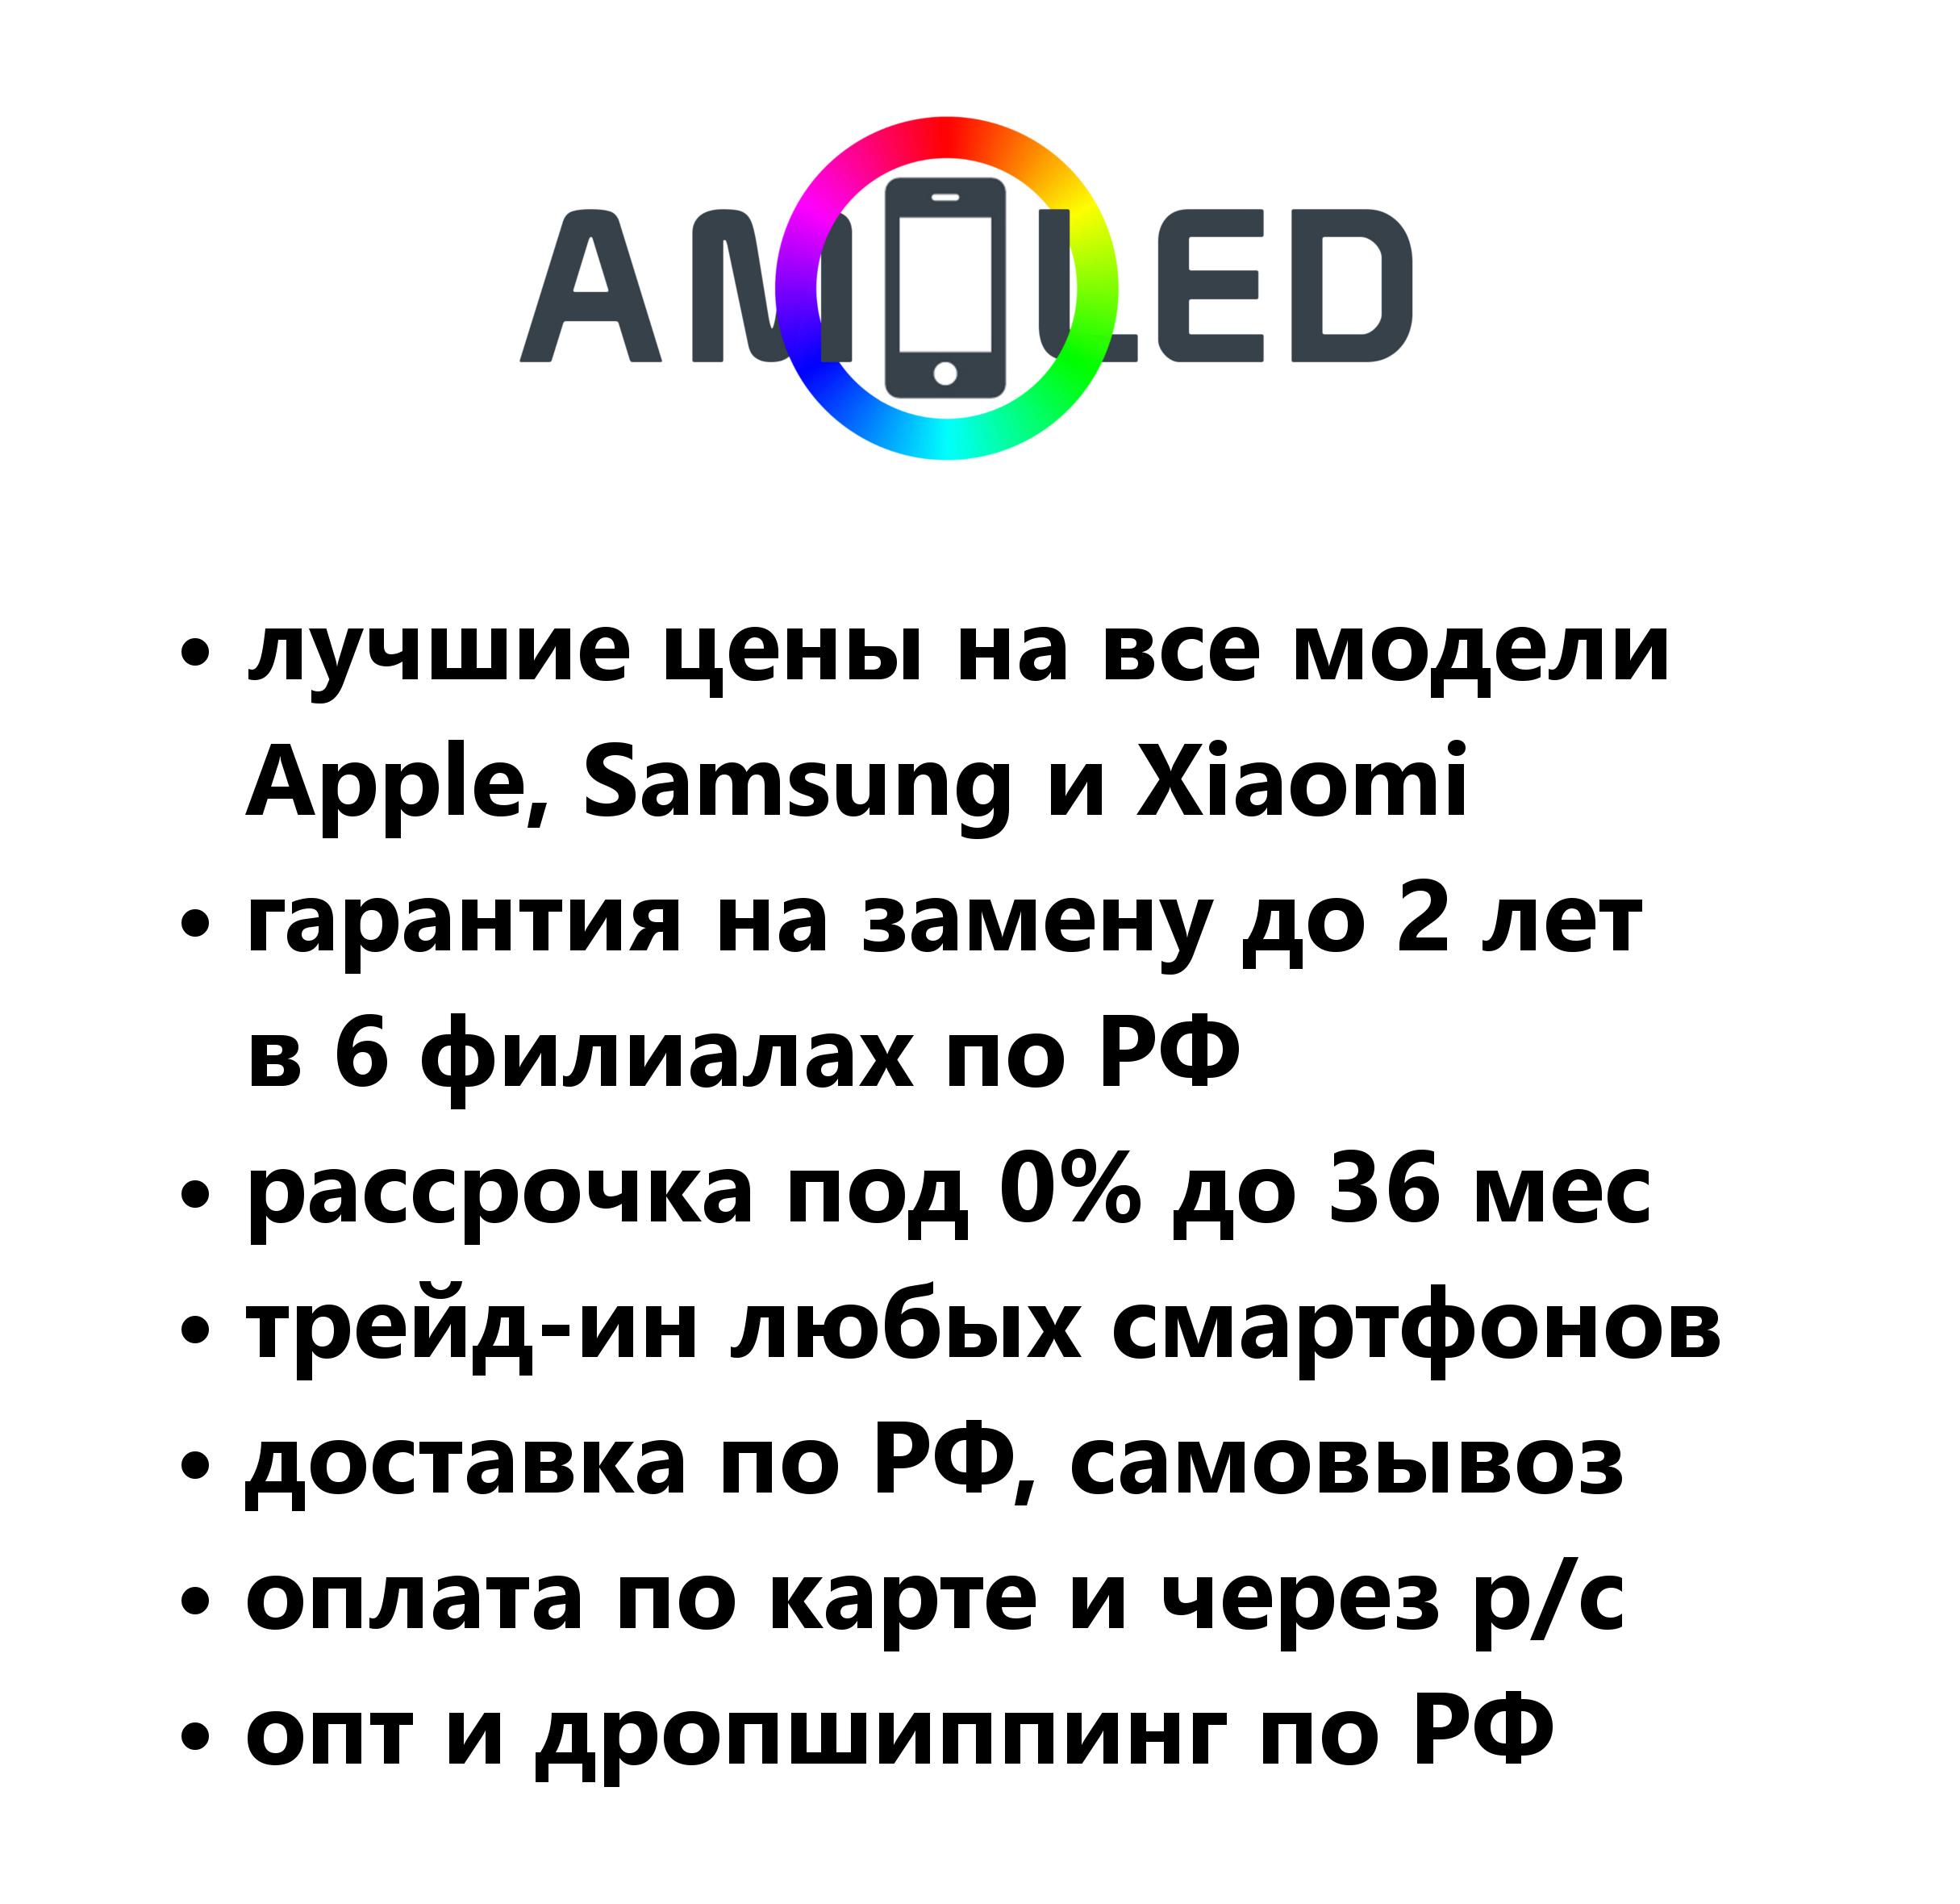 AMOLED
• лучшие цены на все модели
Apple, Samsung и Xiaomi
• гарантия на замену до 2 лет
в 6 филиалах по РФ
• рассрочка под 0% до 36 мес
• трейд-ин любых смартфонов
• доставка по РФ, самовывоз
• оплата по карте и через р/с
• опт и дропшиппинг по РФ